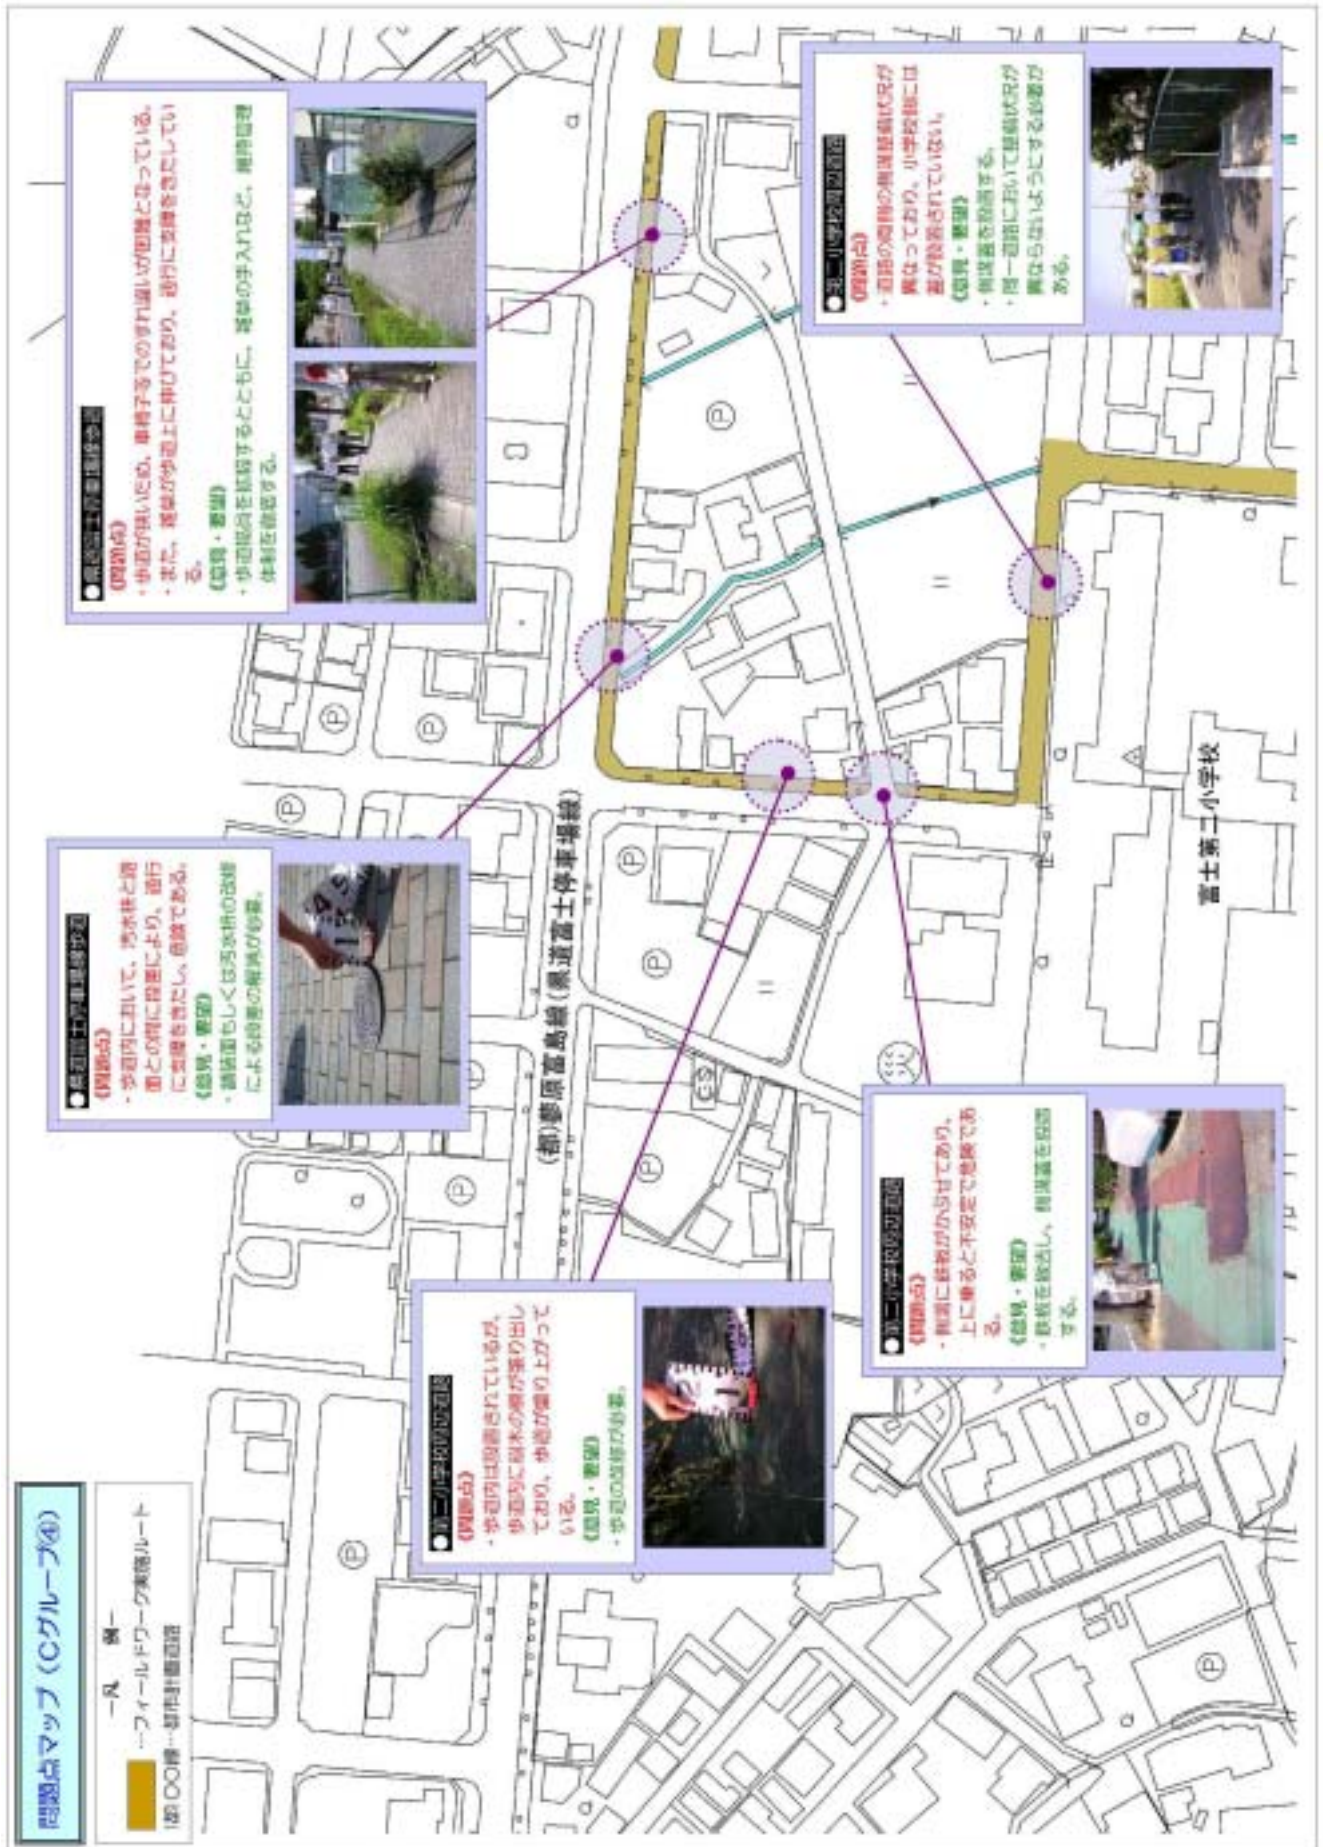 問題点マップ（Cグループ④）
－凡　例－
…フィールドワーク実施ルート
(都)○○線…都市計画道路
●県道富士停車場線歩道
《問題点》
・歩道が狭いため、車椅子等でのすれ違いが困難となっている。
・また、雑草が歩道上に伸びており、通行に支障をきたしてい
る。
《意見・要望》
・歩道幅員を拡幅するとともに、雑草の手入れなど、維持管理
体制を徹底する。
●県道富士停車場線歩道
《問題点》
・歩道内において、汚水桝と路
面との間に段差により、通行
に支障をきたし、危険である。
《意見・要望》
・舗装面もしくは汚水桝の改修
による段差の解消が必要。
●第二小学校周辺道路
《問題点》
・歩道内は設置されているが、
歩道内に樹木の根が張り出し
ており、歩道が盛り上がって
いる。
《意見・要望》
・歩道の改修が必要。
●第二小学校周辺道路
《問題点》
・側溝に鉄板がかぶせてあり、
上に乗ると不安定で危険であ
る。
《意見・要望》
・鉄板を撤去し、側溝蓋を設置
する。
●第二小学校周辺道路
《問題点》
・道路の両側の側溝整備状況が
異なっており、小学校側には
蓋が設置されていない。
《意見・要望》
・側溝蓋を設置する。
・同一道路において整備状況が
異ならないようにする必要が
ある。
(都)蓼原富島線(県道富士停車場線)
富士第二小学校
CS
災
P
P
P
P
P
P
P
P
P
P